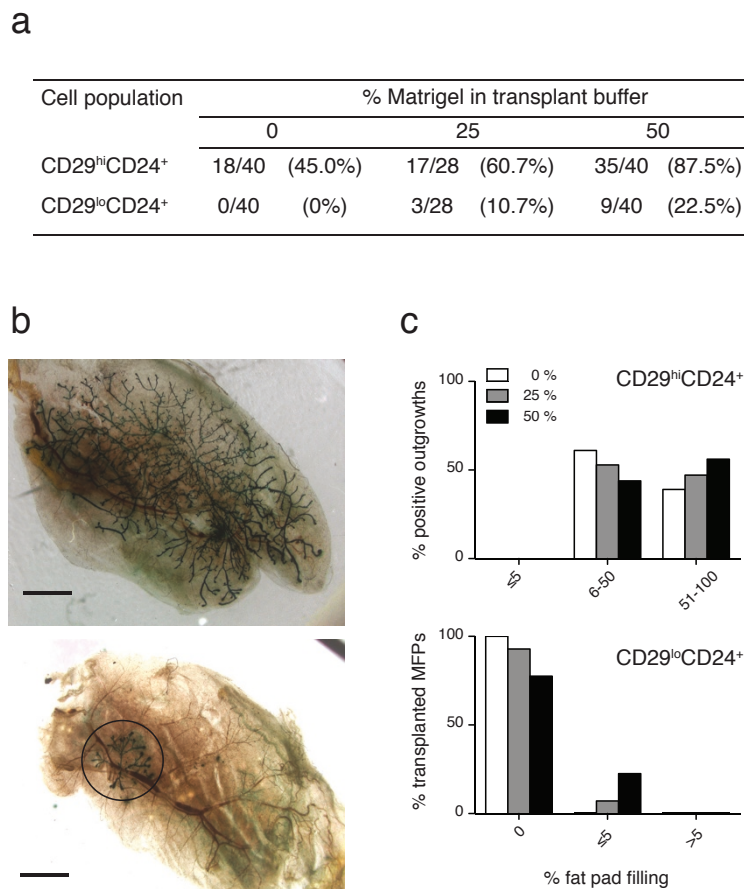 a
Cell population % Matrigel in transplant buffer
0 25 50
CD29hiCD24+ 18/40 (45.0%) 17/28 (60.7%) 35/40 (87.5%)
CD29loCD24+ 0/40 (0%) 3/28 (10.7%) 9/40 (22.5%)
b
c
100
50
0
% positive outgrowths
0 %
25 %
50 %
CD29hiCD24+
≤5 6-50 51-100
100
50
0
% transplanted MFPs
CD29loCD24+
0 ≤5 >5
% fat pad filling